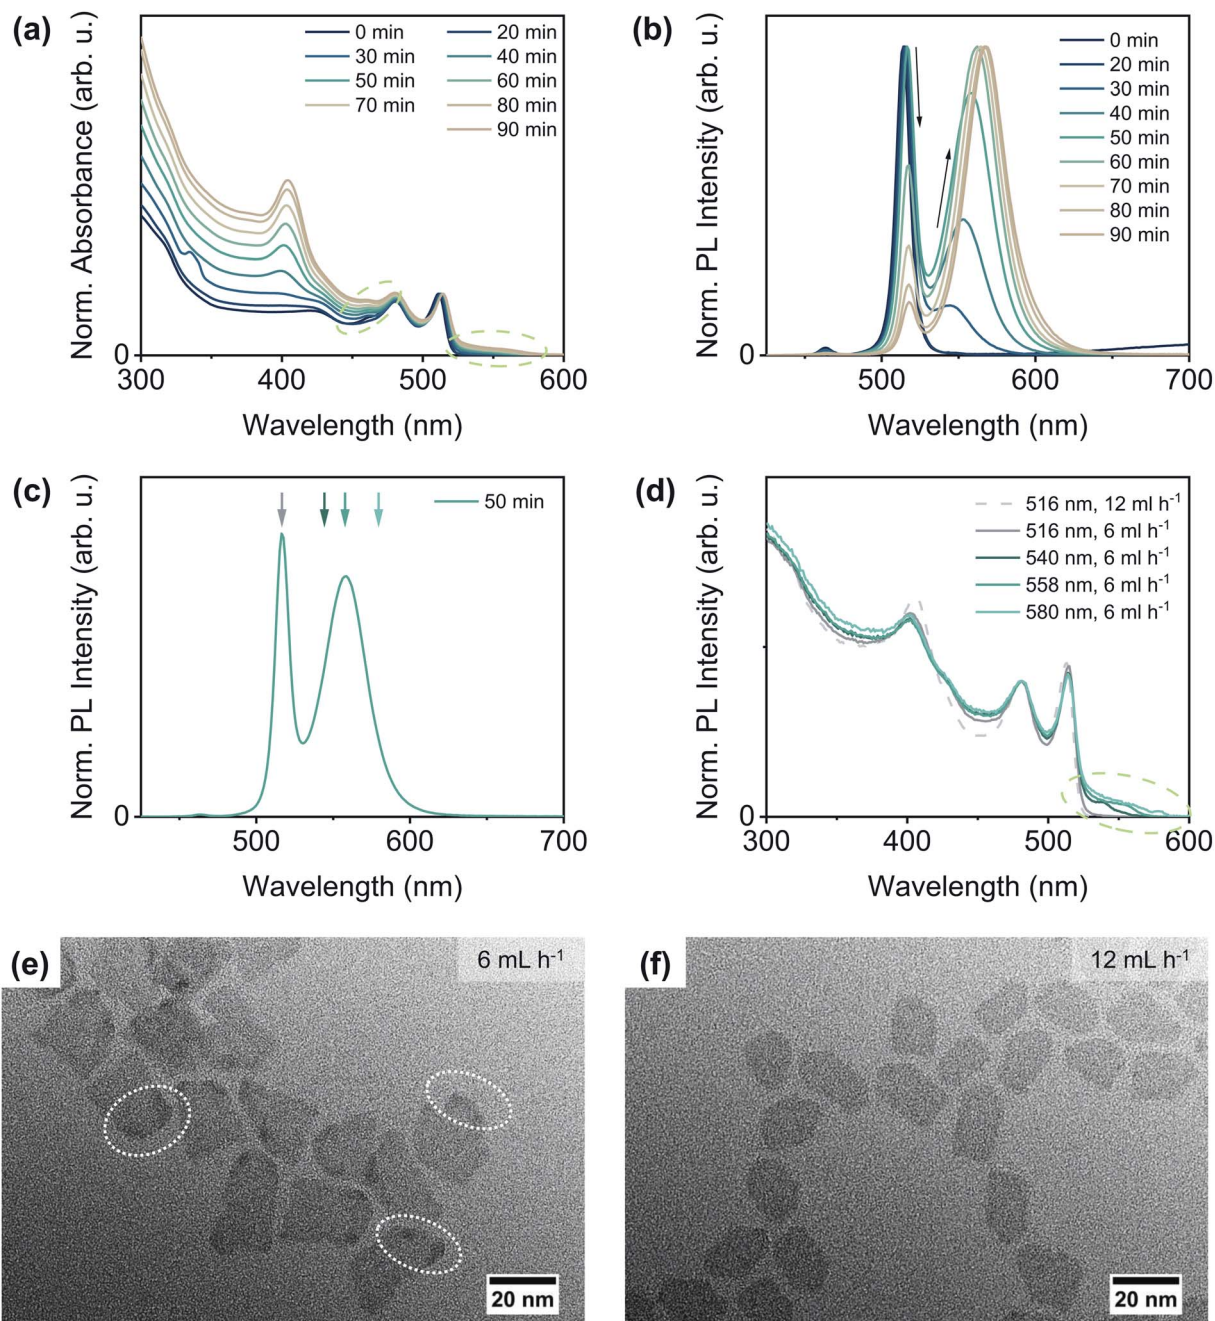 (a)
Norm. Absorbance (arb. u.)
0 min 20 min
30 min 40 min
50 min 60 min
70 min 80 min
90 min
0
300 400 500 600
Wavelength (nm)
(b)
Norm. PL Intensity (arb. u.)
0 min
20 min
30 min
40 min
50 min
60 min
70 min
80 min
90 min
0
500 600 700
Wavelength (nm)
(c)
Norm. PL Intensity (arb. u.)
50 min
0
500 600 700
Wavelength (nm)
(d)
Norm. PL Intensity (arb. u.)
516 nm, 12 ml h⁻¹
516 nm, 6 ml h⁻¹
540 nm, 6 ml h⁻¹
558 nm, 6 ml h⁻¹
580 nm, 6 ml h⁻¹
0
300 400 500 600
Wavelength (nm)
(e)
6 mL h⁻¹
20 nm
(f)
12 mL h⁻¹
20 nm